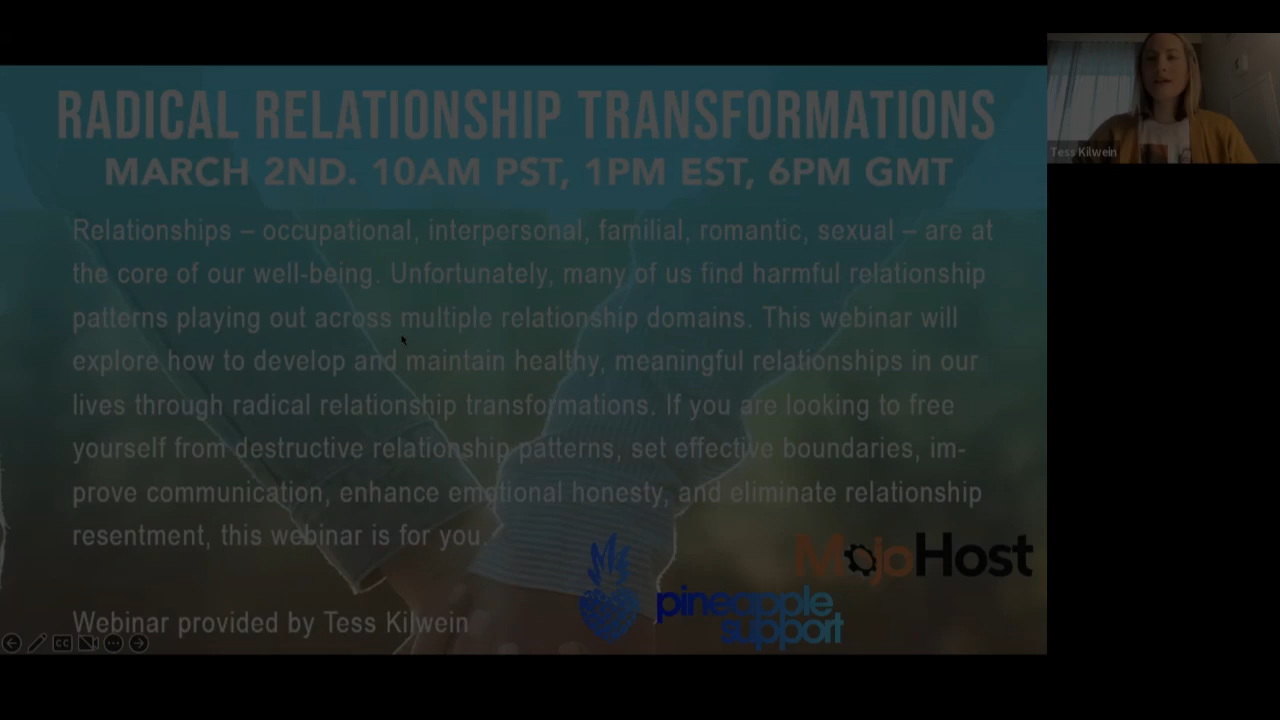 RADICAL RELATIONSHIP TRANSFORMATIONS
MARCH 2ND. 10AM PST, 1PM EST, 6PM GMT
Relationships – occupational, interpersonal, familial, romantic, sexual – are at
the core of our well-being. Unfortunately, many of us find harmful relationship
patterns playing out across multiple relationship domains. This webinar will
explore how to develop and maintain healthy, meaningful relationships in our
lives through radical relationship transformations. If you are looking to free
yourself from destructive relationship patterns, set effective boundaries, im-
prove communication, enhance emotional honesty, and eliminate relationship
resentment, this webinar is for you.
MojoHost
pineapple
support
Webinar provided by Tess Kilwein
CC
Tess Kilwein